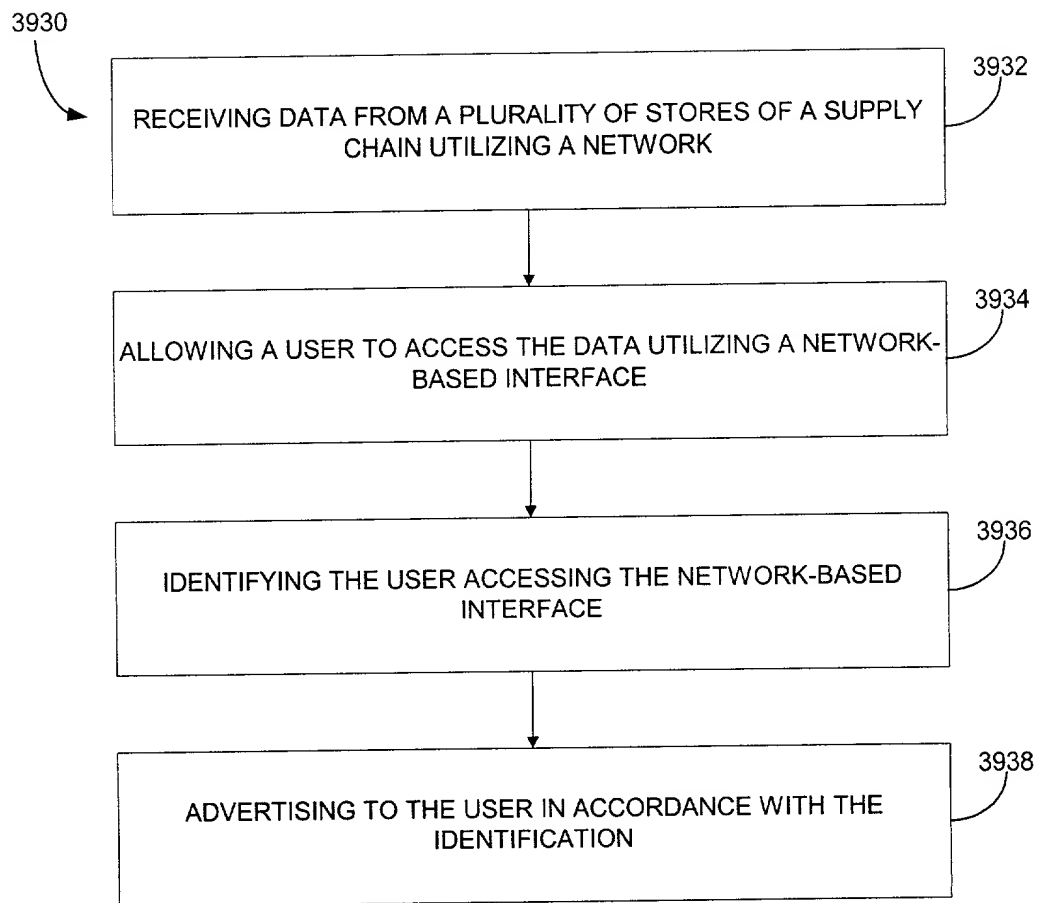 3930
3932
RECEIVING DATA FROM A PLURALITY OF STORES OF A SUPPLY
CHAIN UTILIZING A NETWORK
3934
ALLOWING A USER TO ACCESS THE DATA UTILIZING A NETWORK-
BASED INTERFACE
3936
IDENTIFYING THE USER ACCESSING THE NETWORK-BASED
INTERFACE
3938
ADVERTISING TO THE USER IN ACCORDANCE WITH THE
IDENTIFICATION